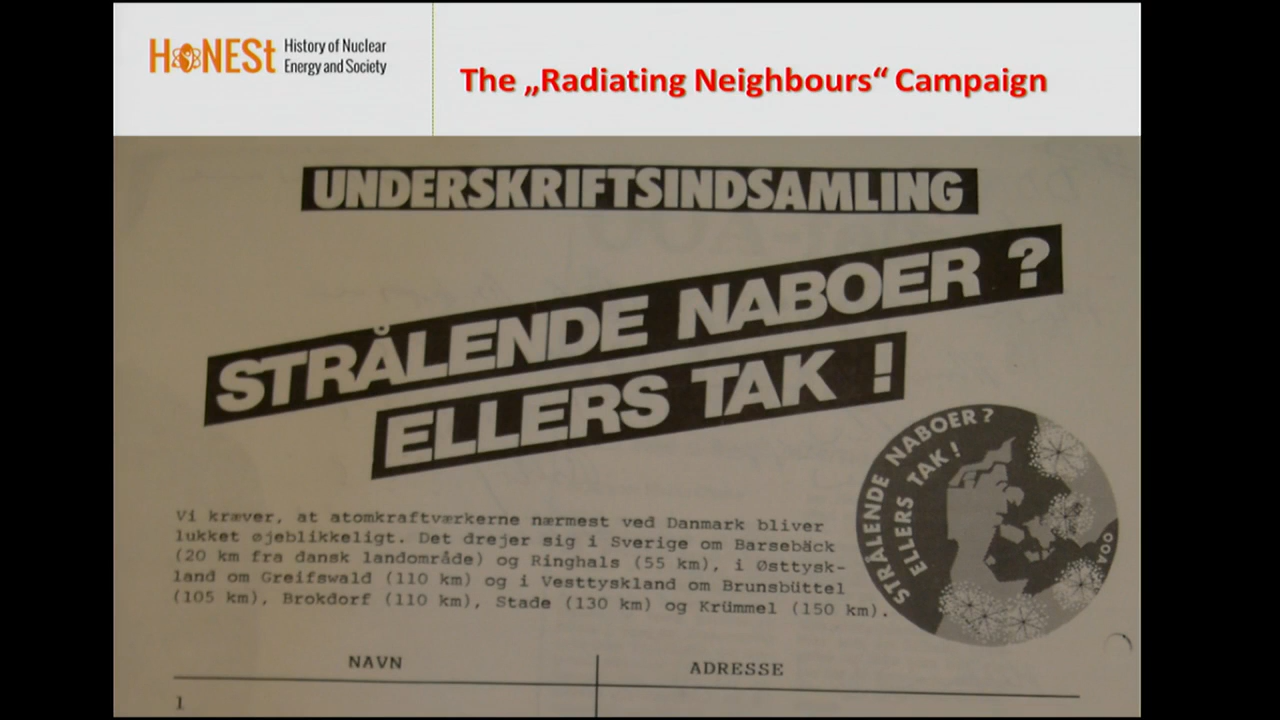 HONESt
History of Nuclear
Energy and Society
The „Radiating Neighbours“ Campaign
UNDERSKRIFTSINDSAMLING
STRÅLENDE NABOER ?
ELLERS TAK !
STRÅLENDE NABOER ?
ELLERS TAK !
OOA
Vi kræver, at atomkraftværkerne nærmest ved Danmark bliver
lukket øjeblikkeligt. Det drejer sig i Sverige om Barsebäck
(20 km fra dansk landområde) og Ringhals (55 km), i Østtysk-
land om Greifswald (110 km) og i Vesttyskland om Brunsbüttel
(105 km), Brokdorf (110 km), Stade (130 km) og Krümmel (150 km).
NAVN ADRESSE
1